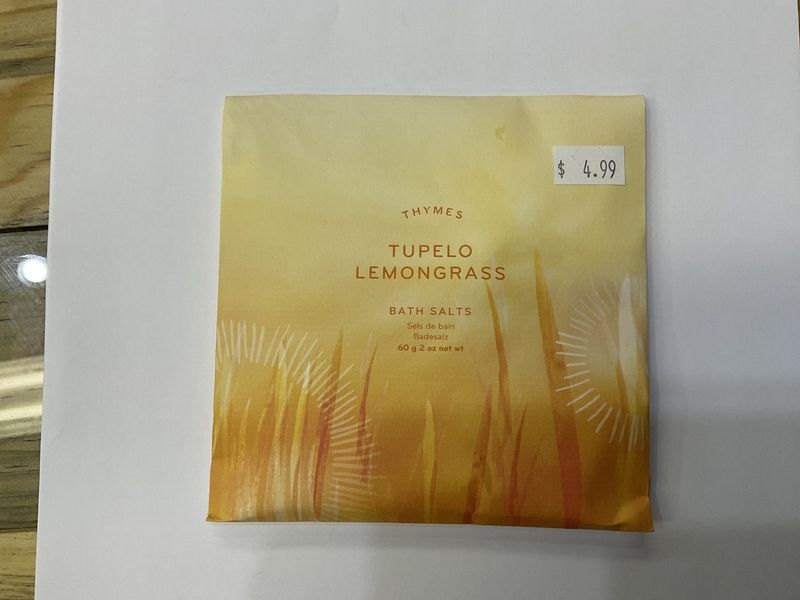 $ 4.99
THYMES
TUPELO
LEMONGRASS
BATH SALTS
Sels de bain
Badesalz
60 g 2 oz net wt